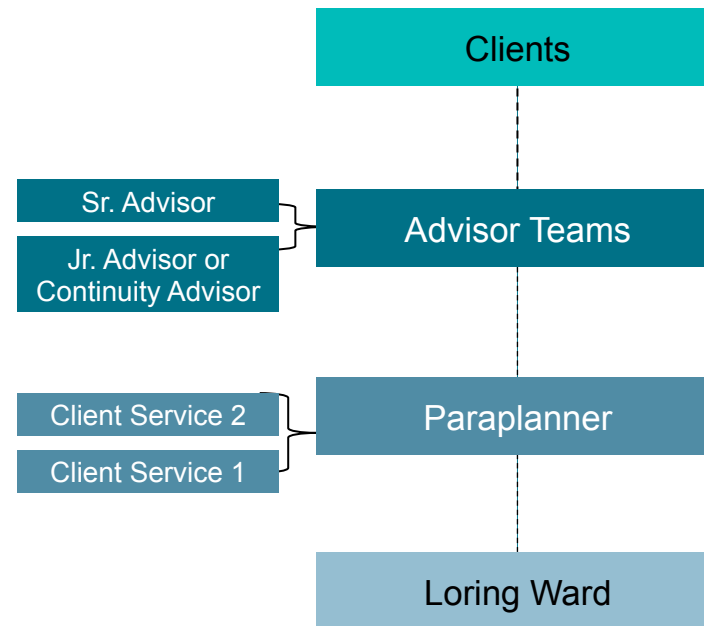 Clients
Sr. Advisor
Advisor Teams
Jr. Advisor or
Continuity Advisor
Client Service 2
Paraplanner
Client Service 1
Loring Ward